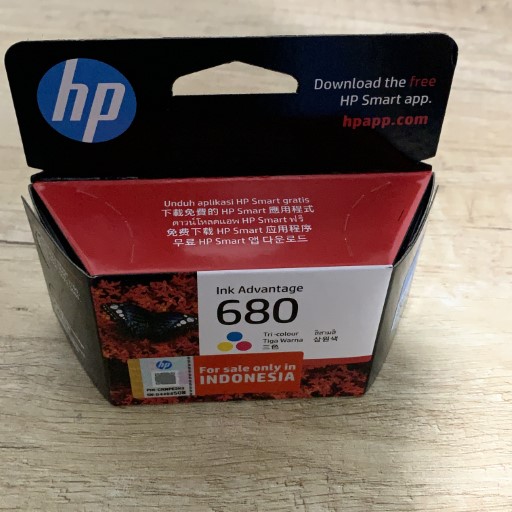 hp
Download the free
HP Smart app.
hpapp.com
Unduh aplikasi HP Smart gratis
下載免費的 HP Smart 應用程式
ดาวน์โหลดแอพ HP Smart ฟรี
免费下载 HP Smart 应用程序
무료 HP Smart 앱 다운로드
Ink Advantage
680
Tri-colour
Tiga Warna
三色
สีสามสี
삼원색
hp
For sale only in
INDONESIA